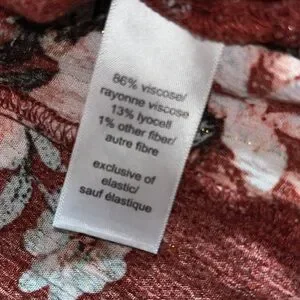 86% viscose/
rayonne viscose
13% lyocell
1% other fiber/
autre fibre
exclusive of
elastic/
sauf élastique